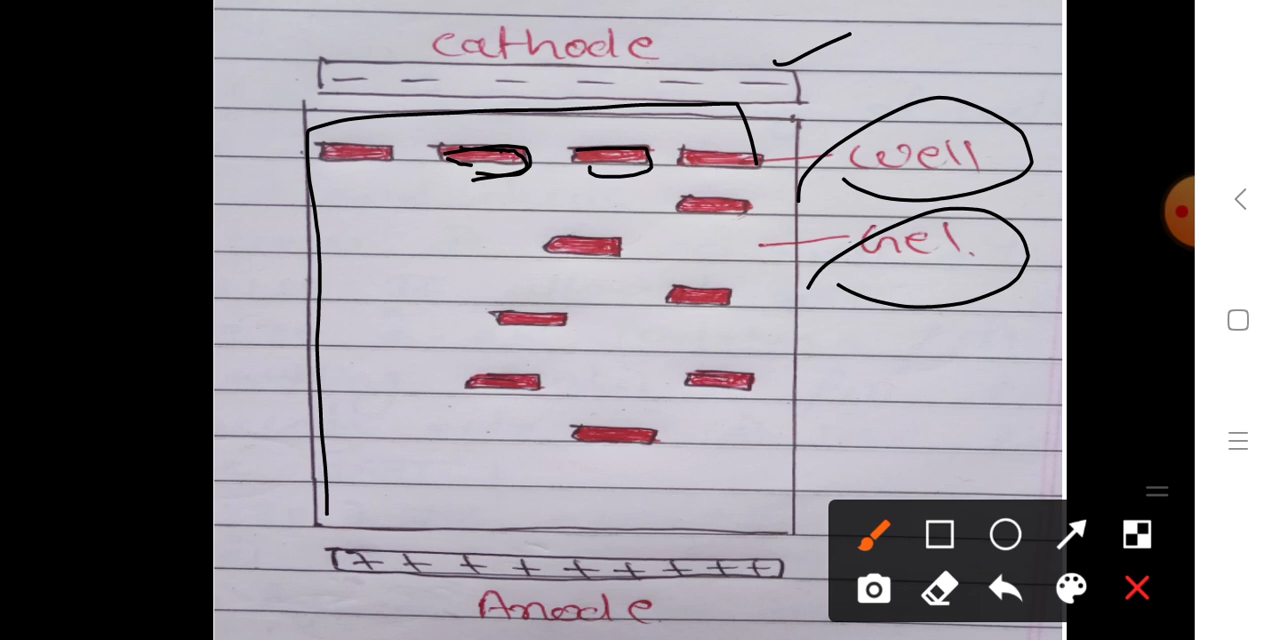 Cathode
- - - - - -
well
Gel.
+ + + + + + + + +
Anode